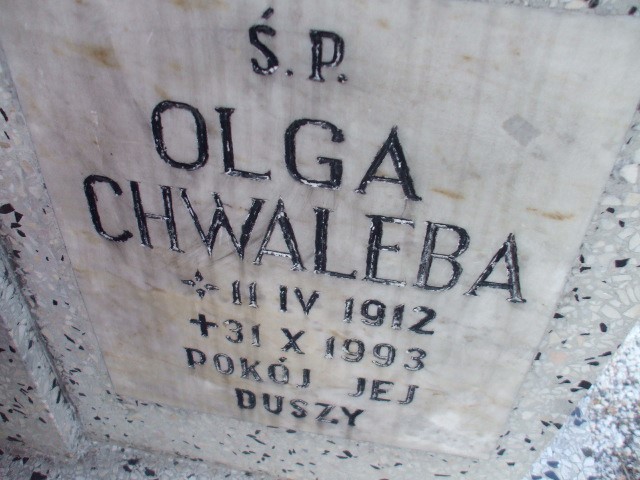 Ś.P.
OLGA
CHWALEBA
11 IV 1912
+31 X 1993
POKÓJ JEJ
DUSZY